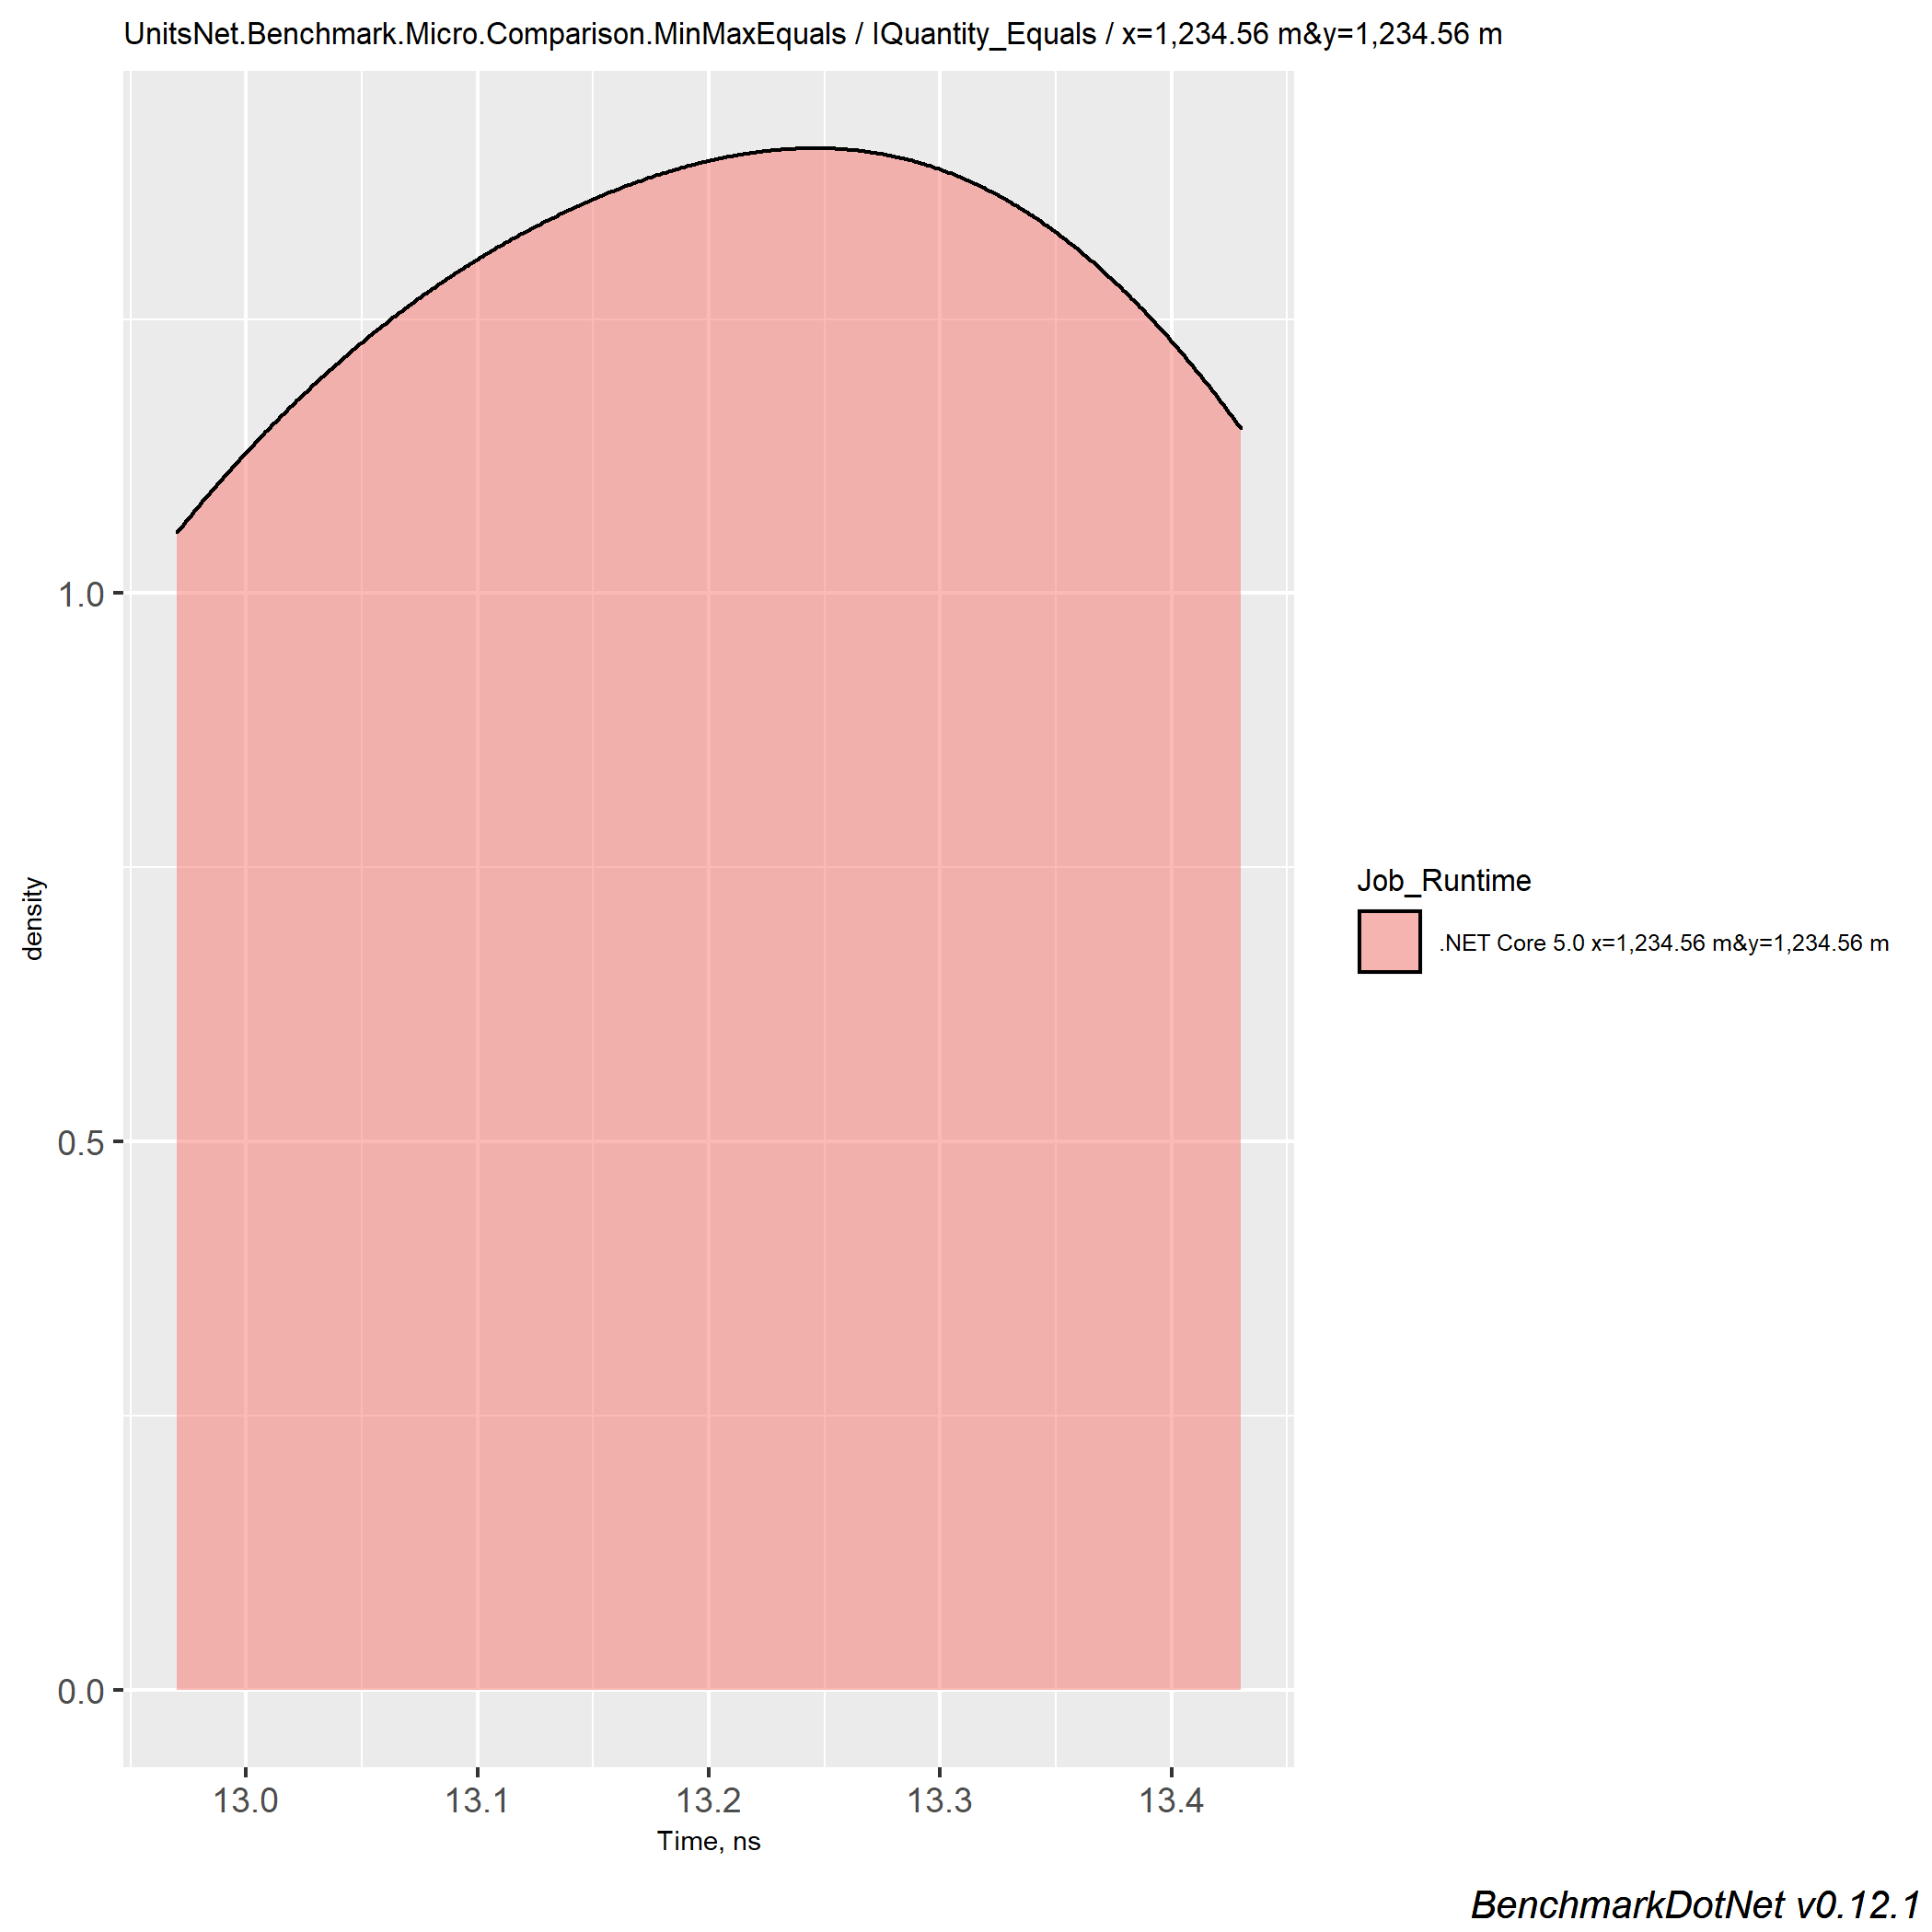 UnitsNet.Benchmark.Micro.Comparison.MinMaxEquals / IQuantity_Equals / x=1,234.56 m&y=1,234.56 m
density
1.0
0.5
0.0
13.0 13.1 13.2 13.3 13.4
Time, ns
Job_Runtime
.NET Core 5.0 x=1,234.56 m&y=1,234.56 m
BenchmarkDotNet v0.12.1